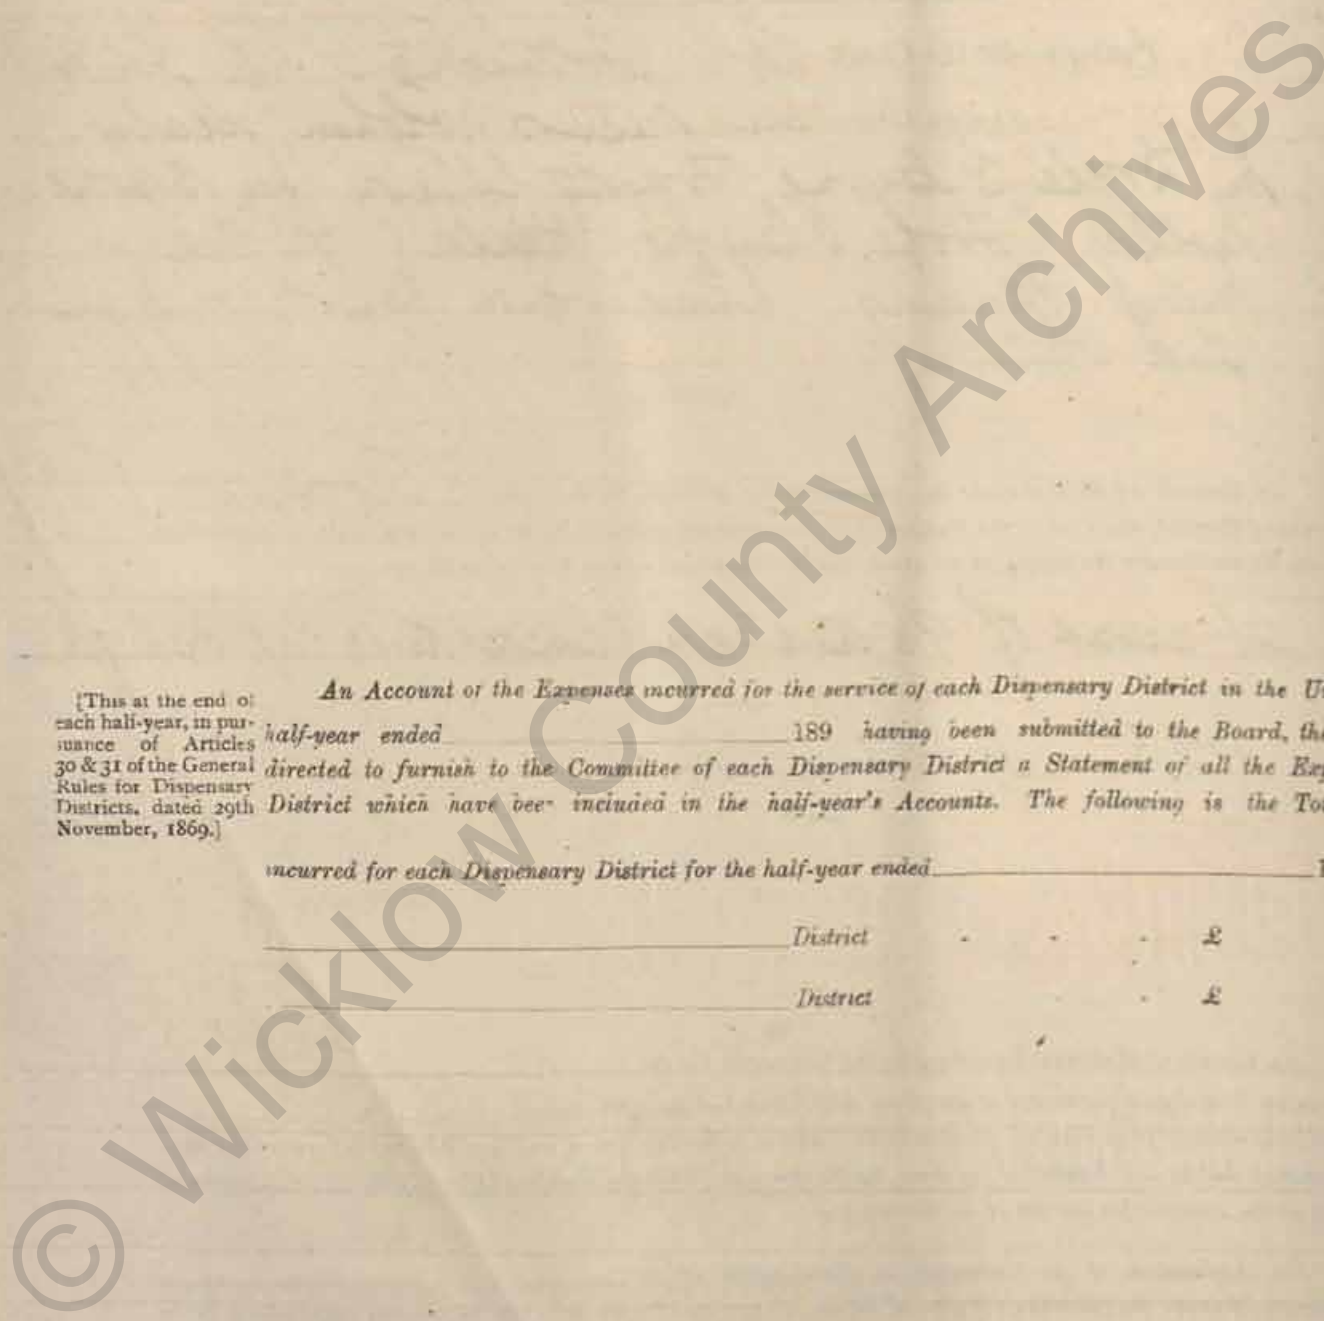 [This at the end of
each half-year, in pur-
suance of Articles
30 & 31 of the General
Rules for Dispensary
Districts, dated 29th
November, 1869.]
An Account of the Expenses incurred for the service of each Dispensary District in the U
half-year ended 189 having been submitted to the Board, the
directed to furnish to the Committee of each Dispensary District a Statement of all the Exp
District which have been included in the half-year's Accounts. The following is the To
incurred for each Dispensary District for the half-year ended 1
District - - - £
District - £
© Wicklow County Archives